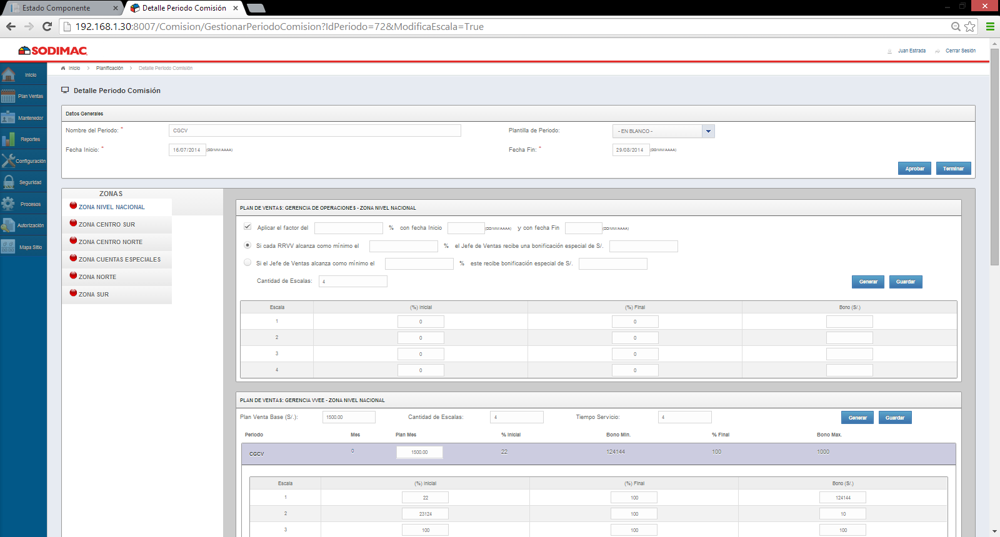 Estado Componente
Detalle Periodo Comisión
192.168.1.30:8007/Comision/GestionarPeriodoComision?IdPeriodo=72&ModificaEscala=True
SODIMAC
Juan Estrada
Cerrar Sesión
Inicio > Planificación > Detalle Periodo Comisión
Inicio
Plan Ventas
Mantenedor
Reportes
Configuración
Seguridad
Procesos
Autorización
Mapa Sitio
Detalle Periodo Comisión
Datos Generales
Nombre del Periodo: * CGCV Plantilla de Periodo: - EN BLANCO -
Fecha Inicio: * 16/07/2014 (DD/MM/AAAA) Fecha Fin: * 29/08/2014 (DD/MM/AAAA)
Aprobar Terminar
ZONAS
ZONA NIVEL NACIONAL
ZONA CENTRO SUR
ZONA CENTRO NORTE
ZONA CUENTAS ESPECIALES
ZONA NORTE
ZONA SUR
PLAN DE VENTAS: GERENCIA DE OPERACIONES - ZONA NIVEL NACIONAL
Aplicar el factor del % con fecha Inicio (DD/MM/AAAA) y con fecha Fin (DD/MM/AAAA)
Si cada RRVV alcanza como mínimo el % el Jefe de Ventas recibe una bonificación especial de S/.
Si el Jefe de Ventas alcanza como mínimo el % este recibe bonificación especial de S/.
Cantidad de Escalas: 4 Generar Guardar
Escala (%) Inicial (%) Final Bono (S/.)
1 0 0
2 0 0
3 0 0
4 0 0
PLAN DE VENTAS: GERENCIA VVEE - ZONA NIVEL NACIONAL
Plan Venta Base (S/.): 1500.00 Cantidad de Escalas: 4 Tiempo Servicio: 4 Generar Guardar
Periodo Mes Plan Mes % Inicial Bono Min. % Final Bono Max.
CGCV 0 1500.00 22 124144 100 1000
Escala (%) Inicial (%) Final Bono (S/.)
1 22 100 124144
2 23124 100 10
3 100 100 100